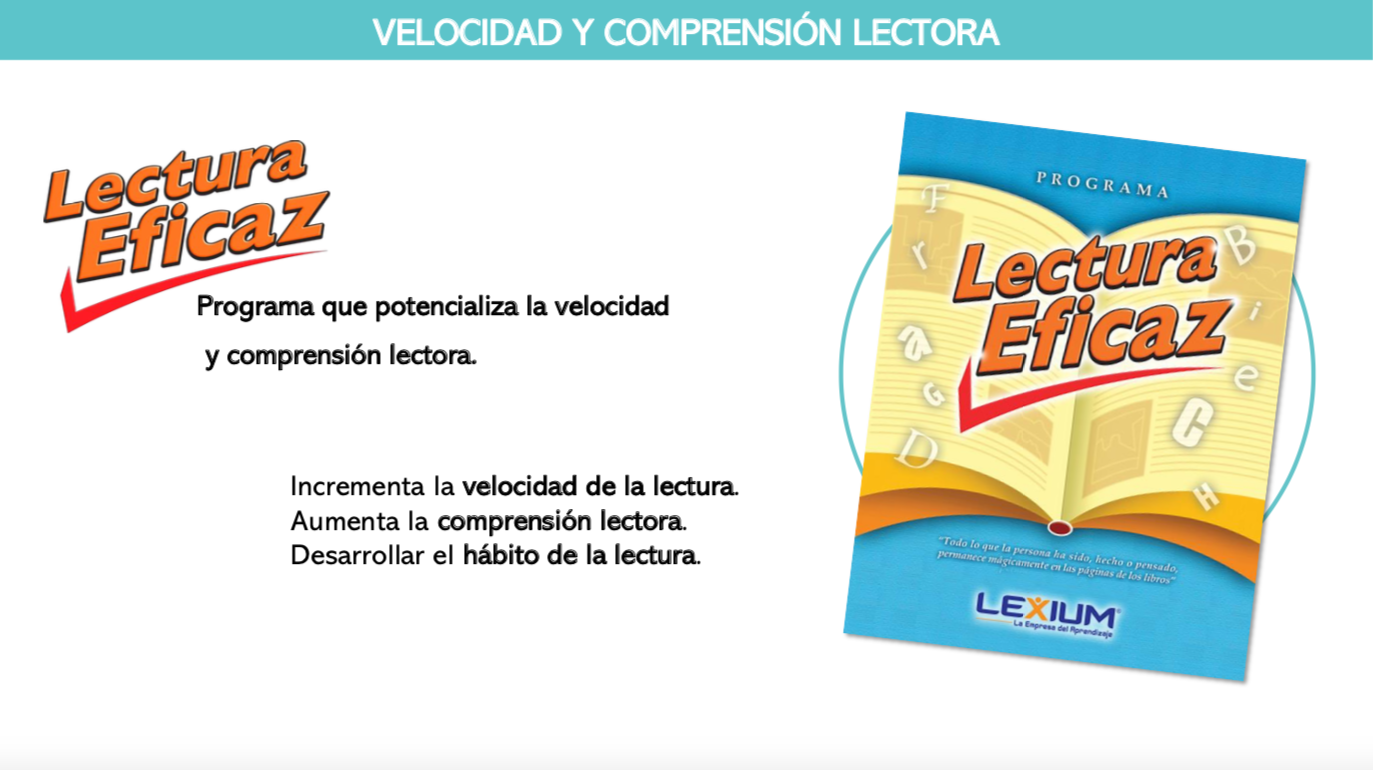 VELOCIDAD Y COMPRENSIÓN LECTORA
Lectura
Eficaz
Programa que potencializa la velocidad
y comprensión lectora.
Incrementa la velocidad de la lectura.
Aumenta la comprensión lectora.
Desarrollar el hábito de la lectura.
PROGRAMA
Lectura
Eficaz
F
r
a
G
D
B
i
e
C
H
"Todo lo que la persona ha sido, hecho o pensado,
permanece mágicamente en las páginas de los libros"
LEXIUM®
La Empresa del Aprendizaje